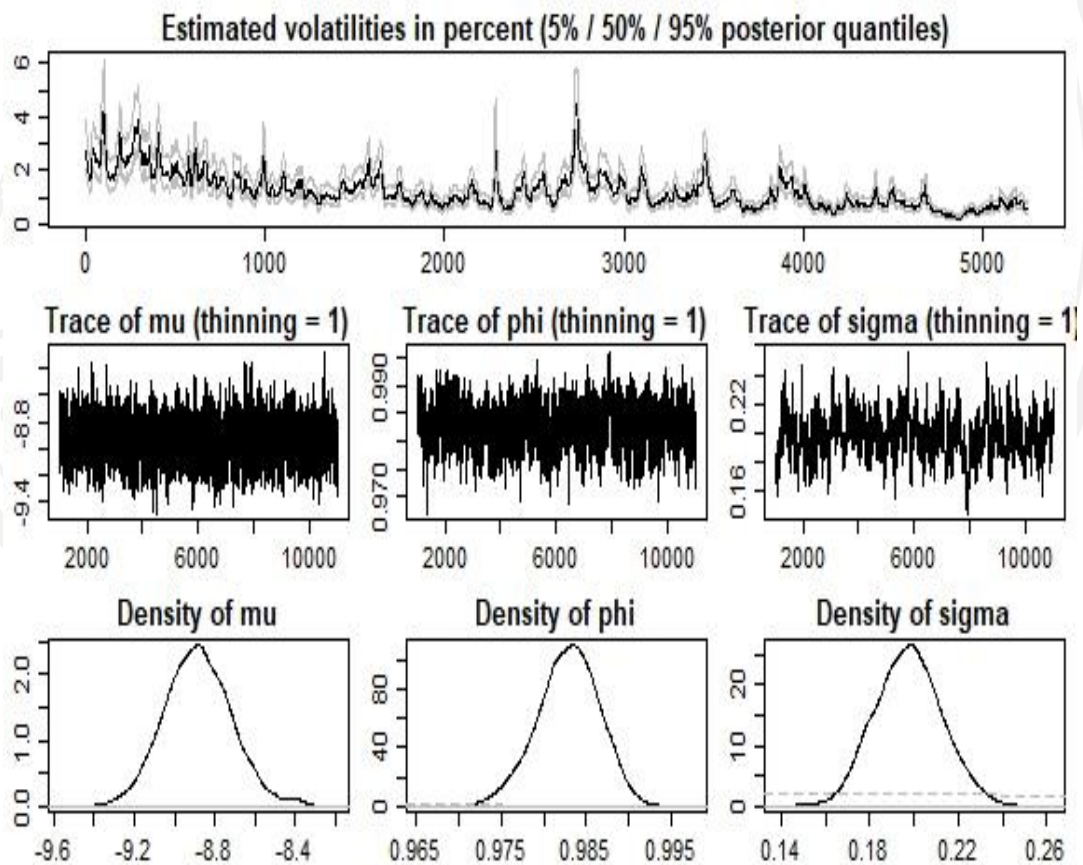 Estimated volatilities in percent (5% / 50% / 95% posterior quantiles)
6
4
2
0
0 1000 2000 3000 4000 5000
Trace of mu (thinning = 1) Trace of phi (thinning = 1) Trace of sigma (thinning = 1)
-8.8 0.990 0.22
-9.4 0.970 0.16
2000 6000 10000 2000 6000 10000 2000 6000 10000
Density of mu Density of phi Density of sigma
2.0 80 20
1.0 40 10
0.0 0 0
-9.6 -9.2 -8.8 -8.4 0.965 0.975 0.985 0.995 0.14 0.18 0.22 0.26